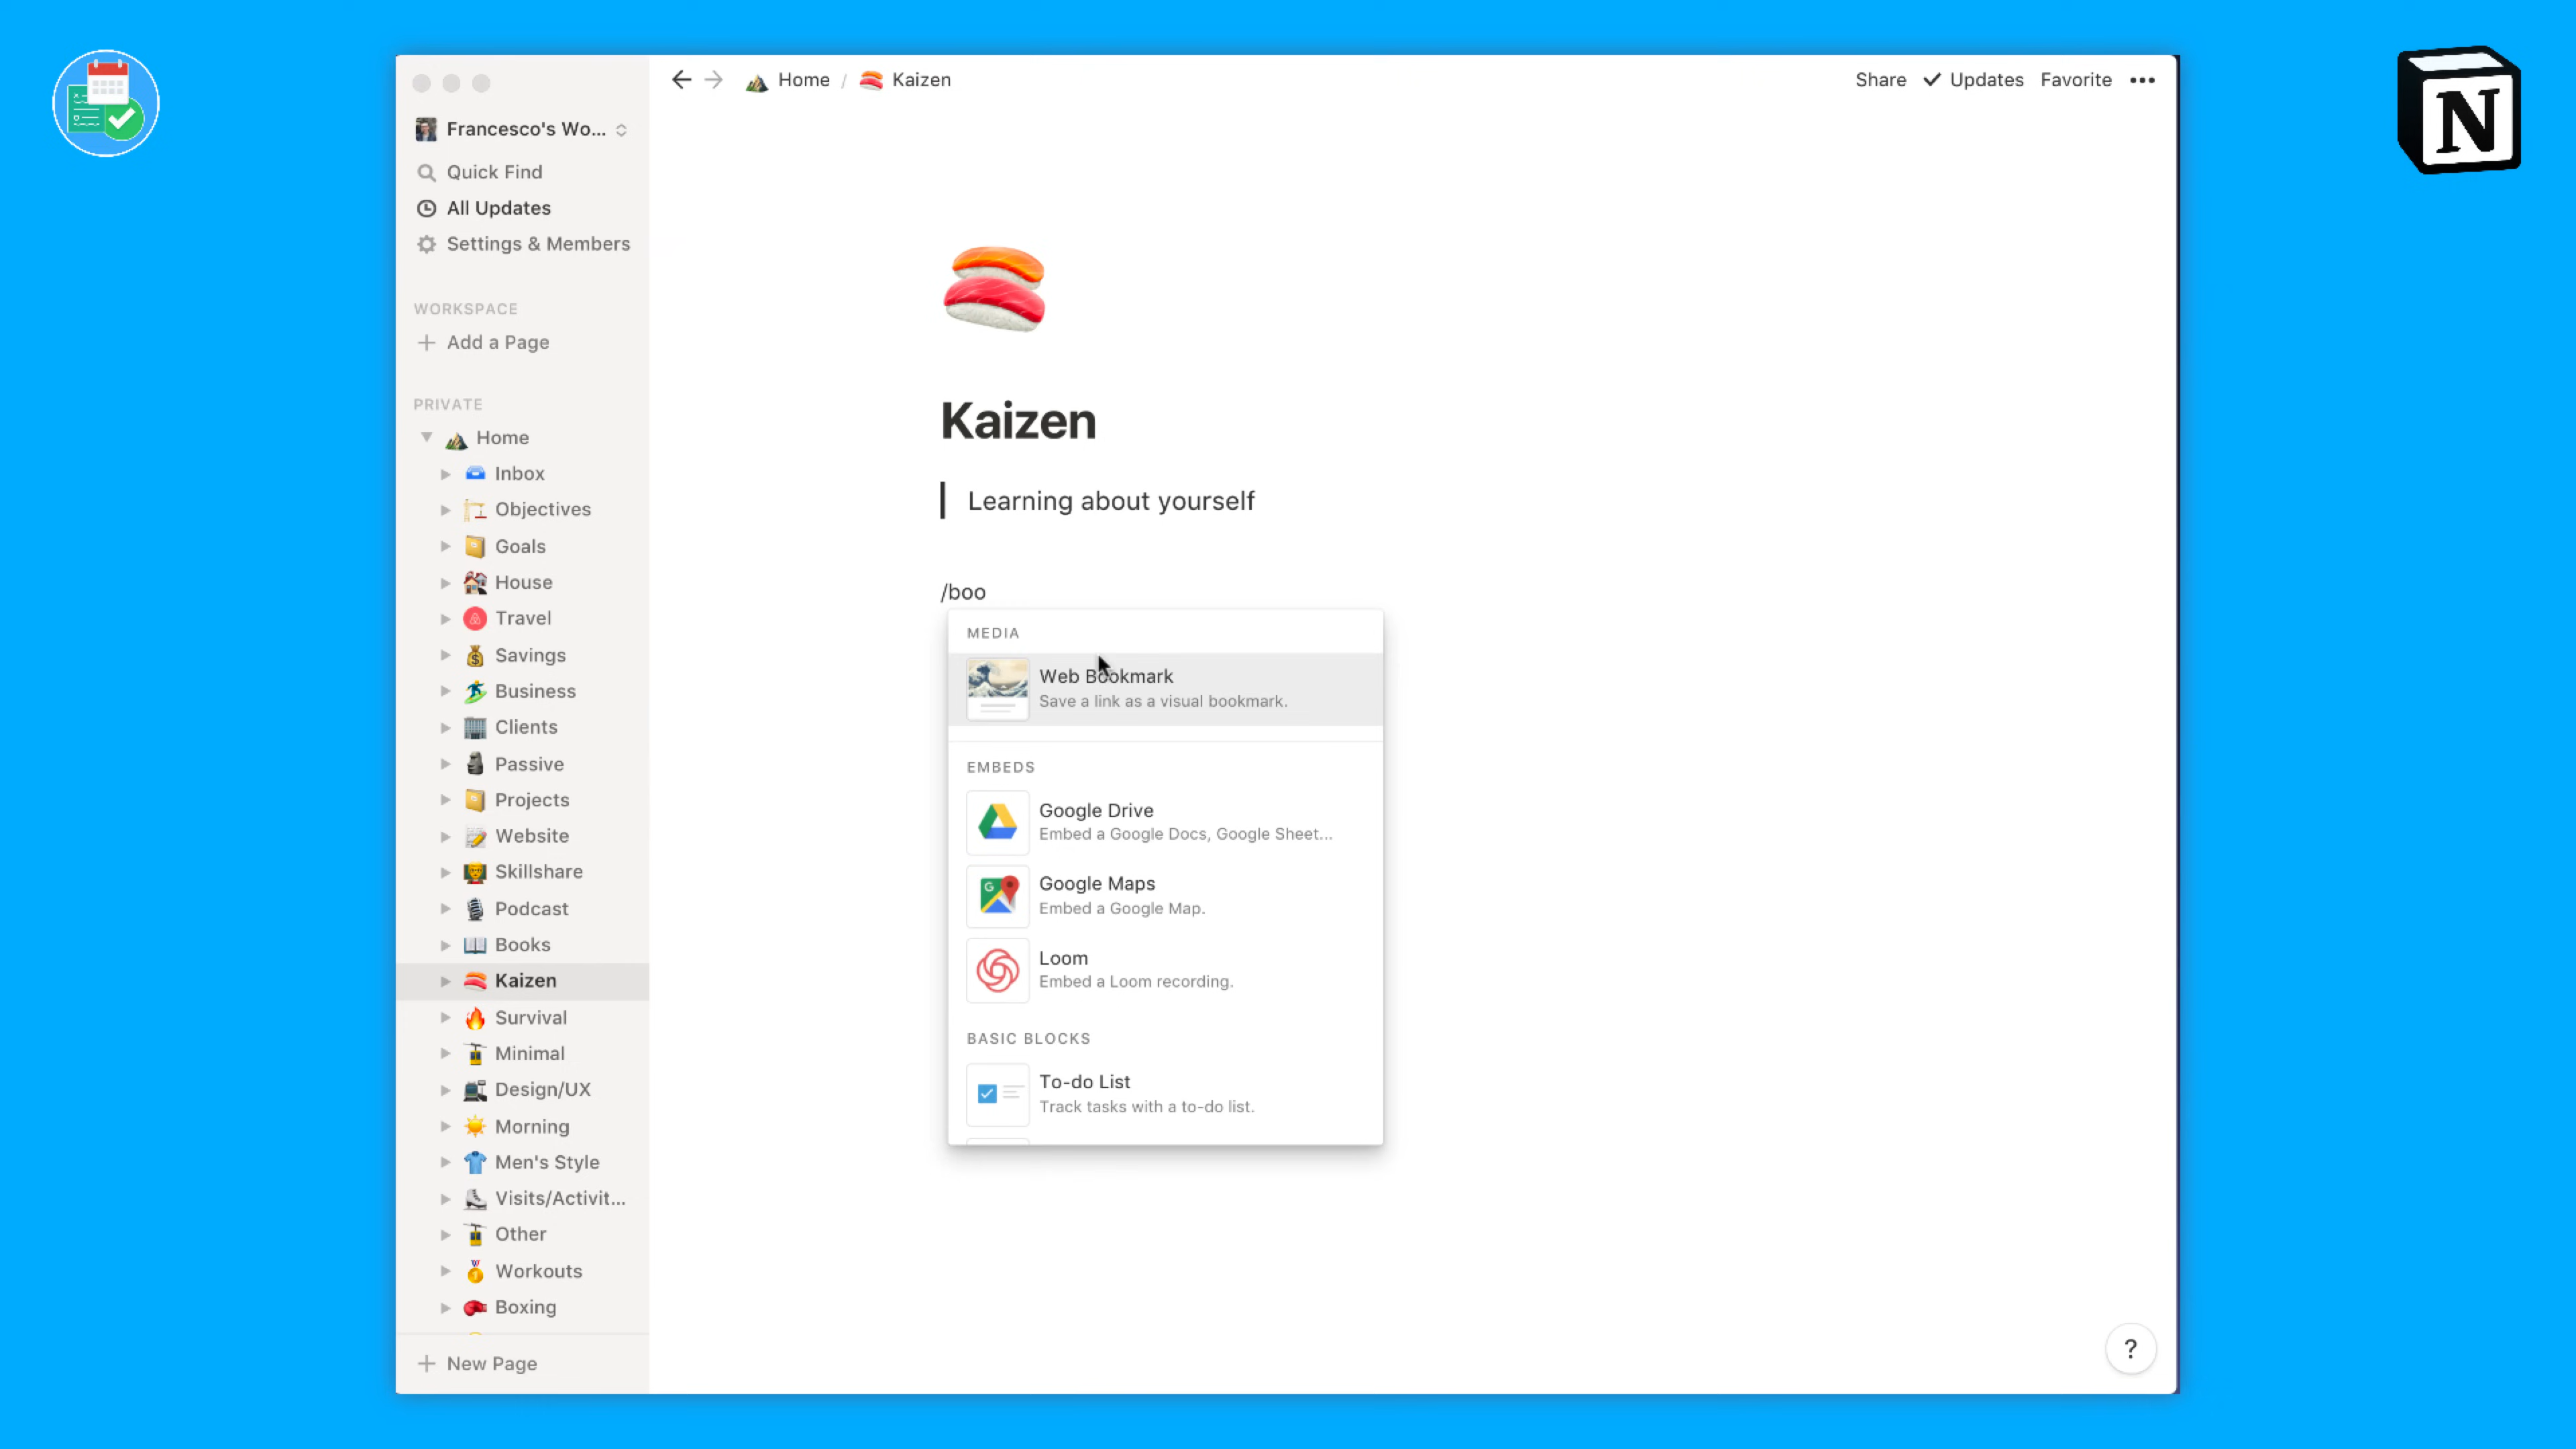 N
Francesco's Wo...
Quick Find
All Updates
Settings & Members
WORKSPACE
Add a Page
PRIVATE
Home
Inbox
Objectives
Goals
House
Travel
Savings
Business
Clients
Passive
Projects
Website
Skillshare
Podcast
Books
Kaizen
Survival
Minimal
Design/UX
Morning
Men's Style
Visits/Activit...
Other
Workouts
Boxing
New Page
Home / Kaizen
Share Updates Favorite
Kaizen
Learning about yourself
/boo
MEDIA
Web Bookmark
Save a link as a visual bookmark.
EMBEDS
Google Drive
Embed a Google Docs, Google Sheet...
Google Maps
Embed a Google Map.
Loom
Embed a Loom recording.
BASIC BLOCKS
To-do List
Track tasks with a to-do list.
?